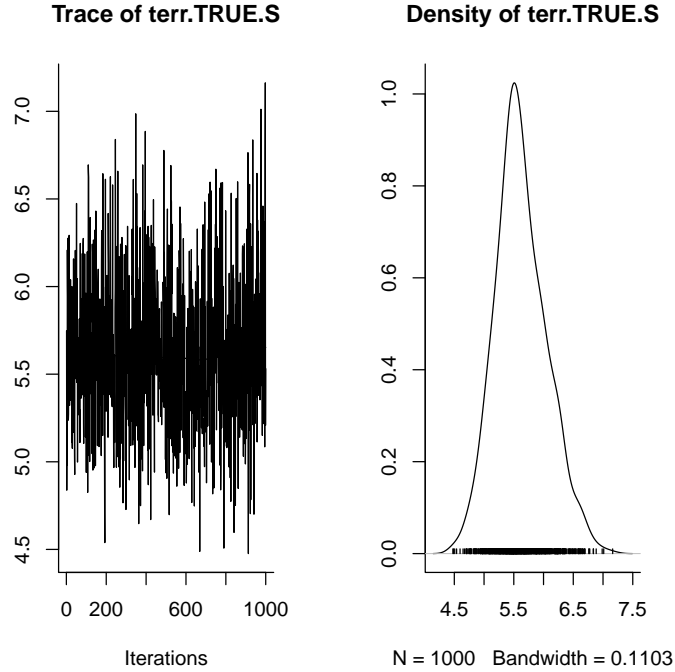 Trace of terr.TRUE.S
7.0
6.5
6.0
5.5
5.0
4.5
0 200 600 1000
Iterations
Density of terr.TRUE.S
1.0
0.8
0.6
0.4
0.2
0.0
4.5 5.5 6.5 7.5
N = 1000 Bandwidth = 0.1103